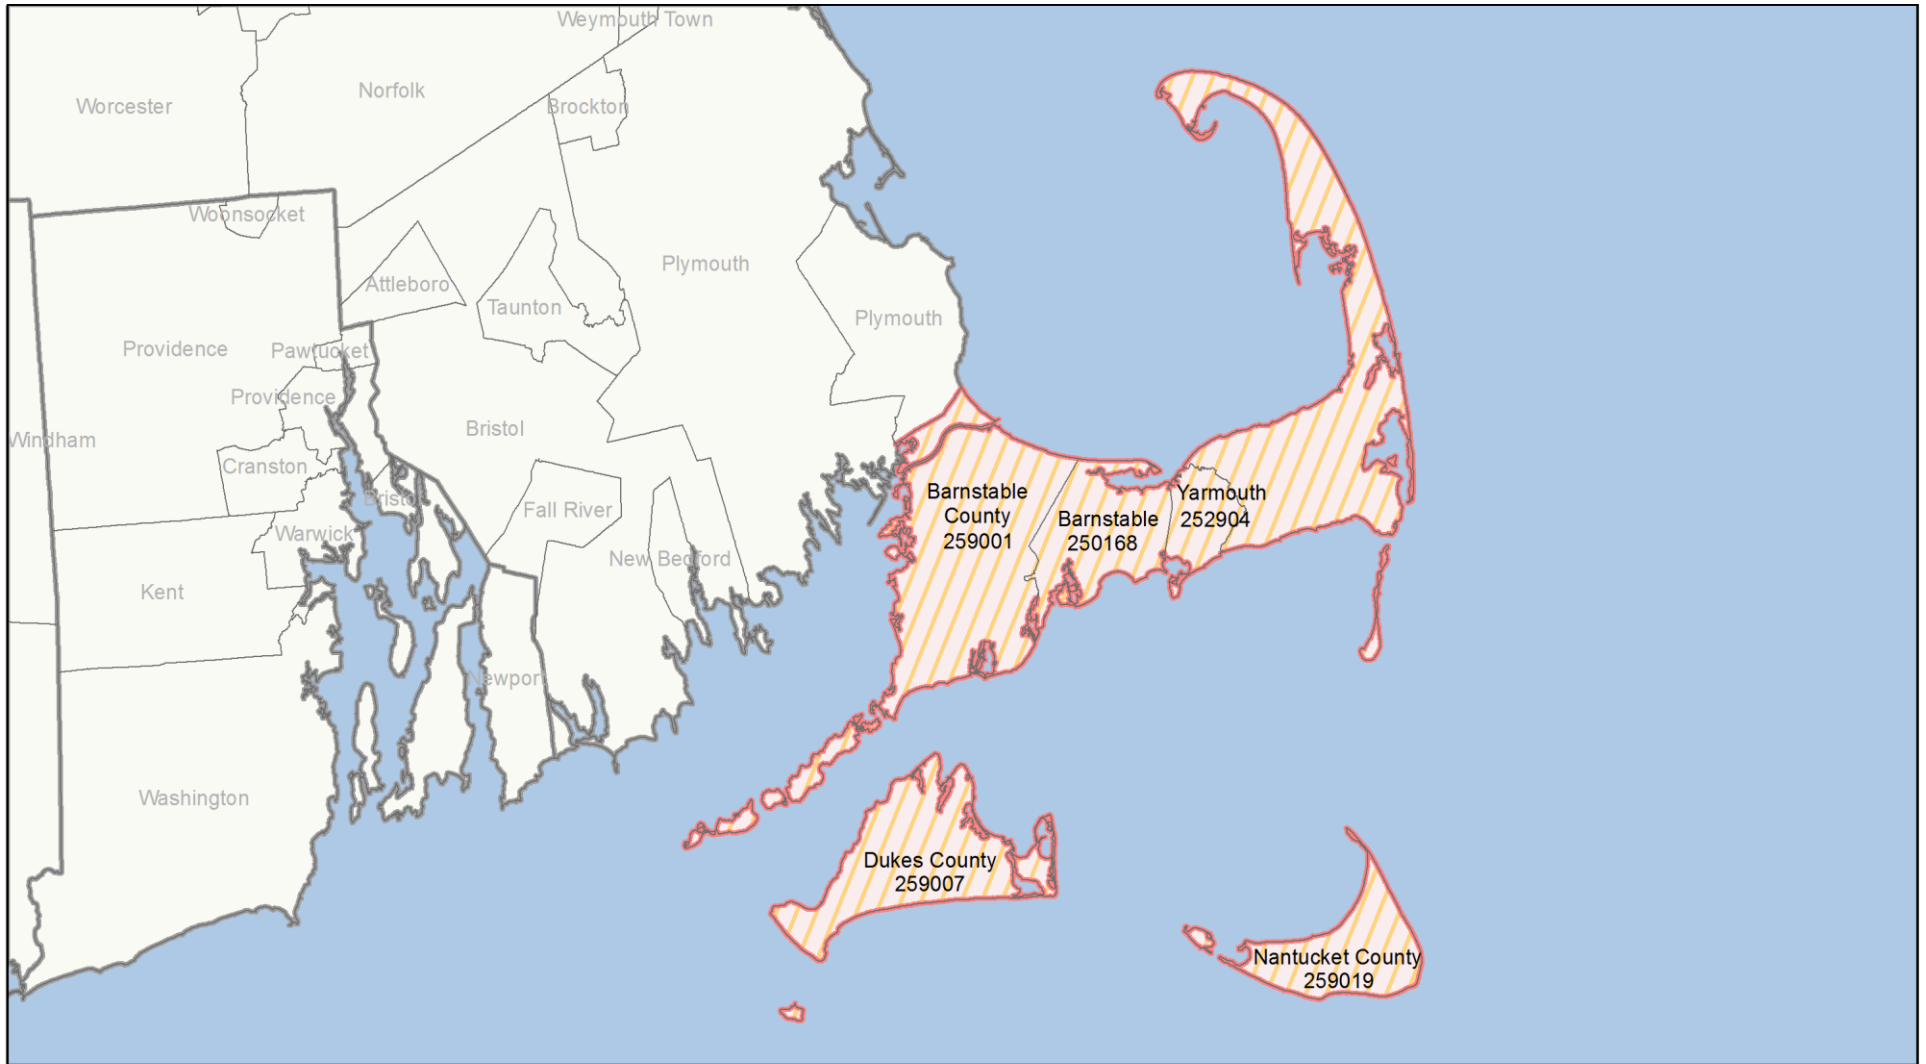 Weymouth Town
Norfolk
Worcester
Brockton
Woonsocket
Plymouth
Attleboro
Taunton
Plymouth
Providence
Pawtucket
Providence
Bristol
Windham
Cranston
Barnstable
County
259001
Yarmouth
252904
Bristol
Fall River
Barnstable
250168
Warwick
New Bedford
Kent
Newport
Washington
Dukes County
259007
Nantucket County
259019